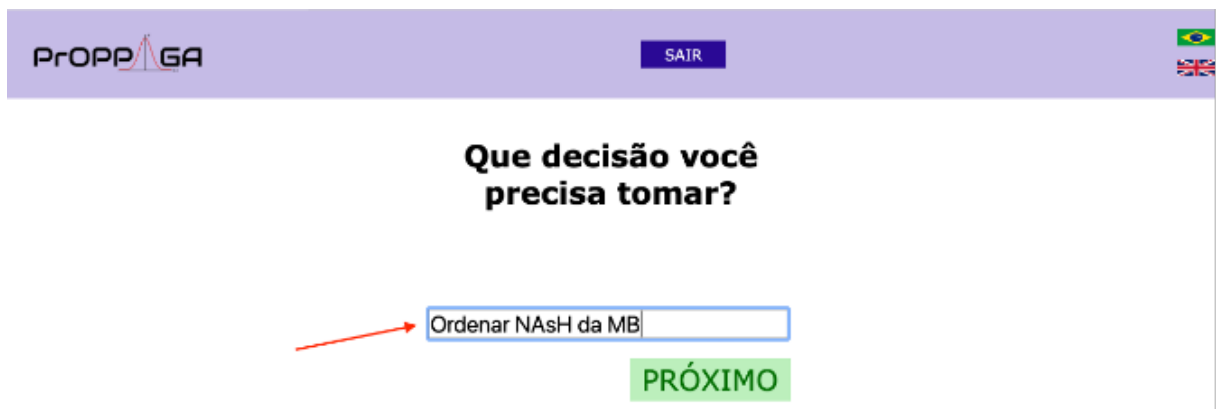 PrOPPAGA
SAIR
Que decisão você
precisa tomar?
Ordenar NAsH da MB
PRÓXIMO